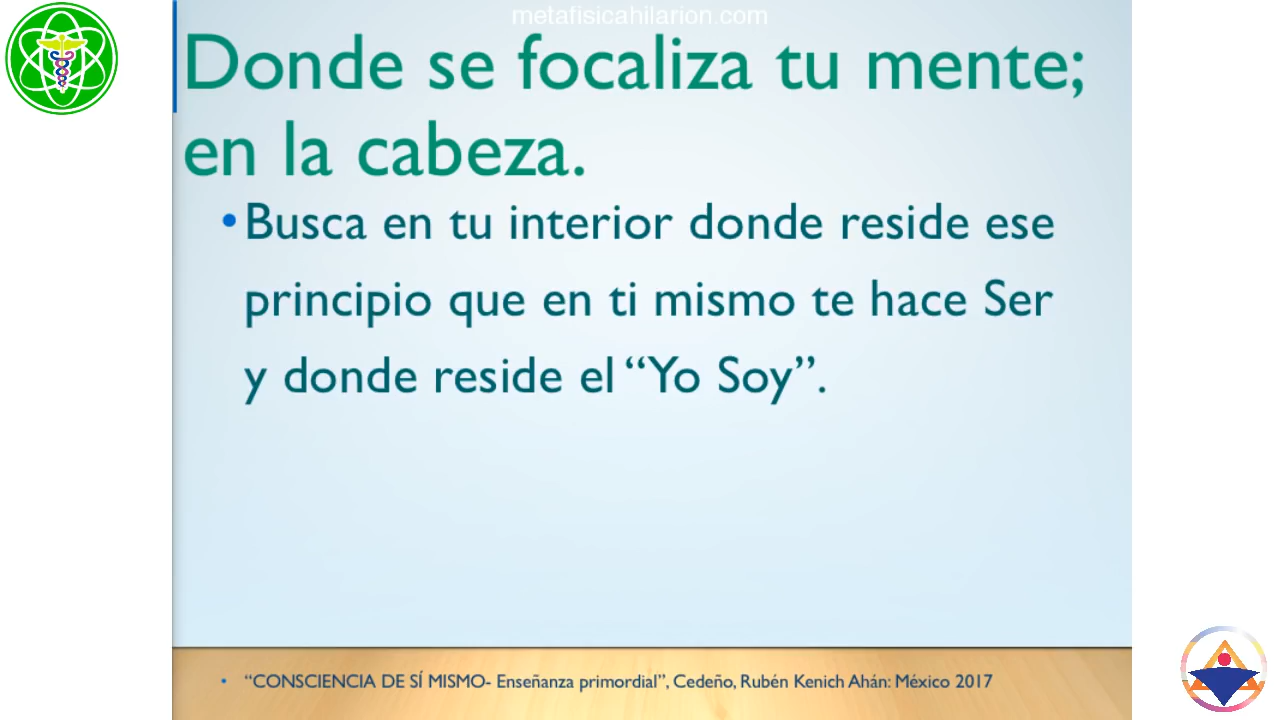 metafisicahilarion.com
Donde se focaliza tu mente;
en la cabeza.
•Busca en tu interior donde reside ese
principio que en ti mismo te hace Ser
y donde reside el “Yo Soy”.
• “CONSCIENCIA DE SÍ MISMO- Enseñanza primordial”, Cedeño, Rubén Kenich Ahán: México 2017